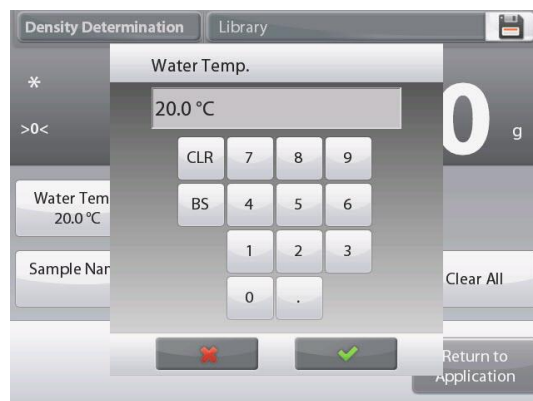 Density Determination
Library
Water Temp.
*
20.0 °C
>0<
0 g
CLR 7 8 9
Water Tem
20.0 °C
BS 4 5 6
1 2 3
Sample Nar
Clear All
0 .
Return to
Application